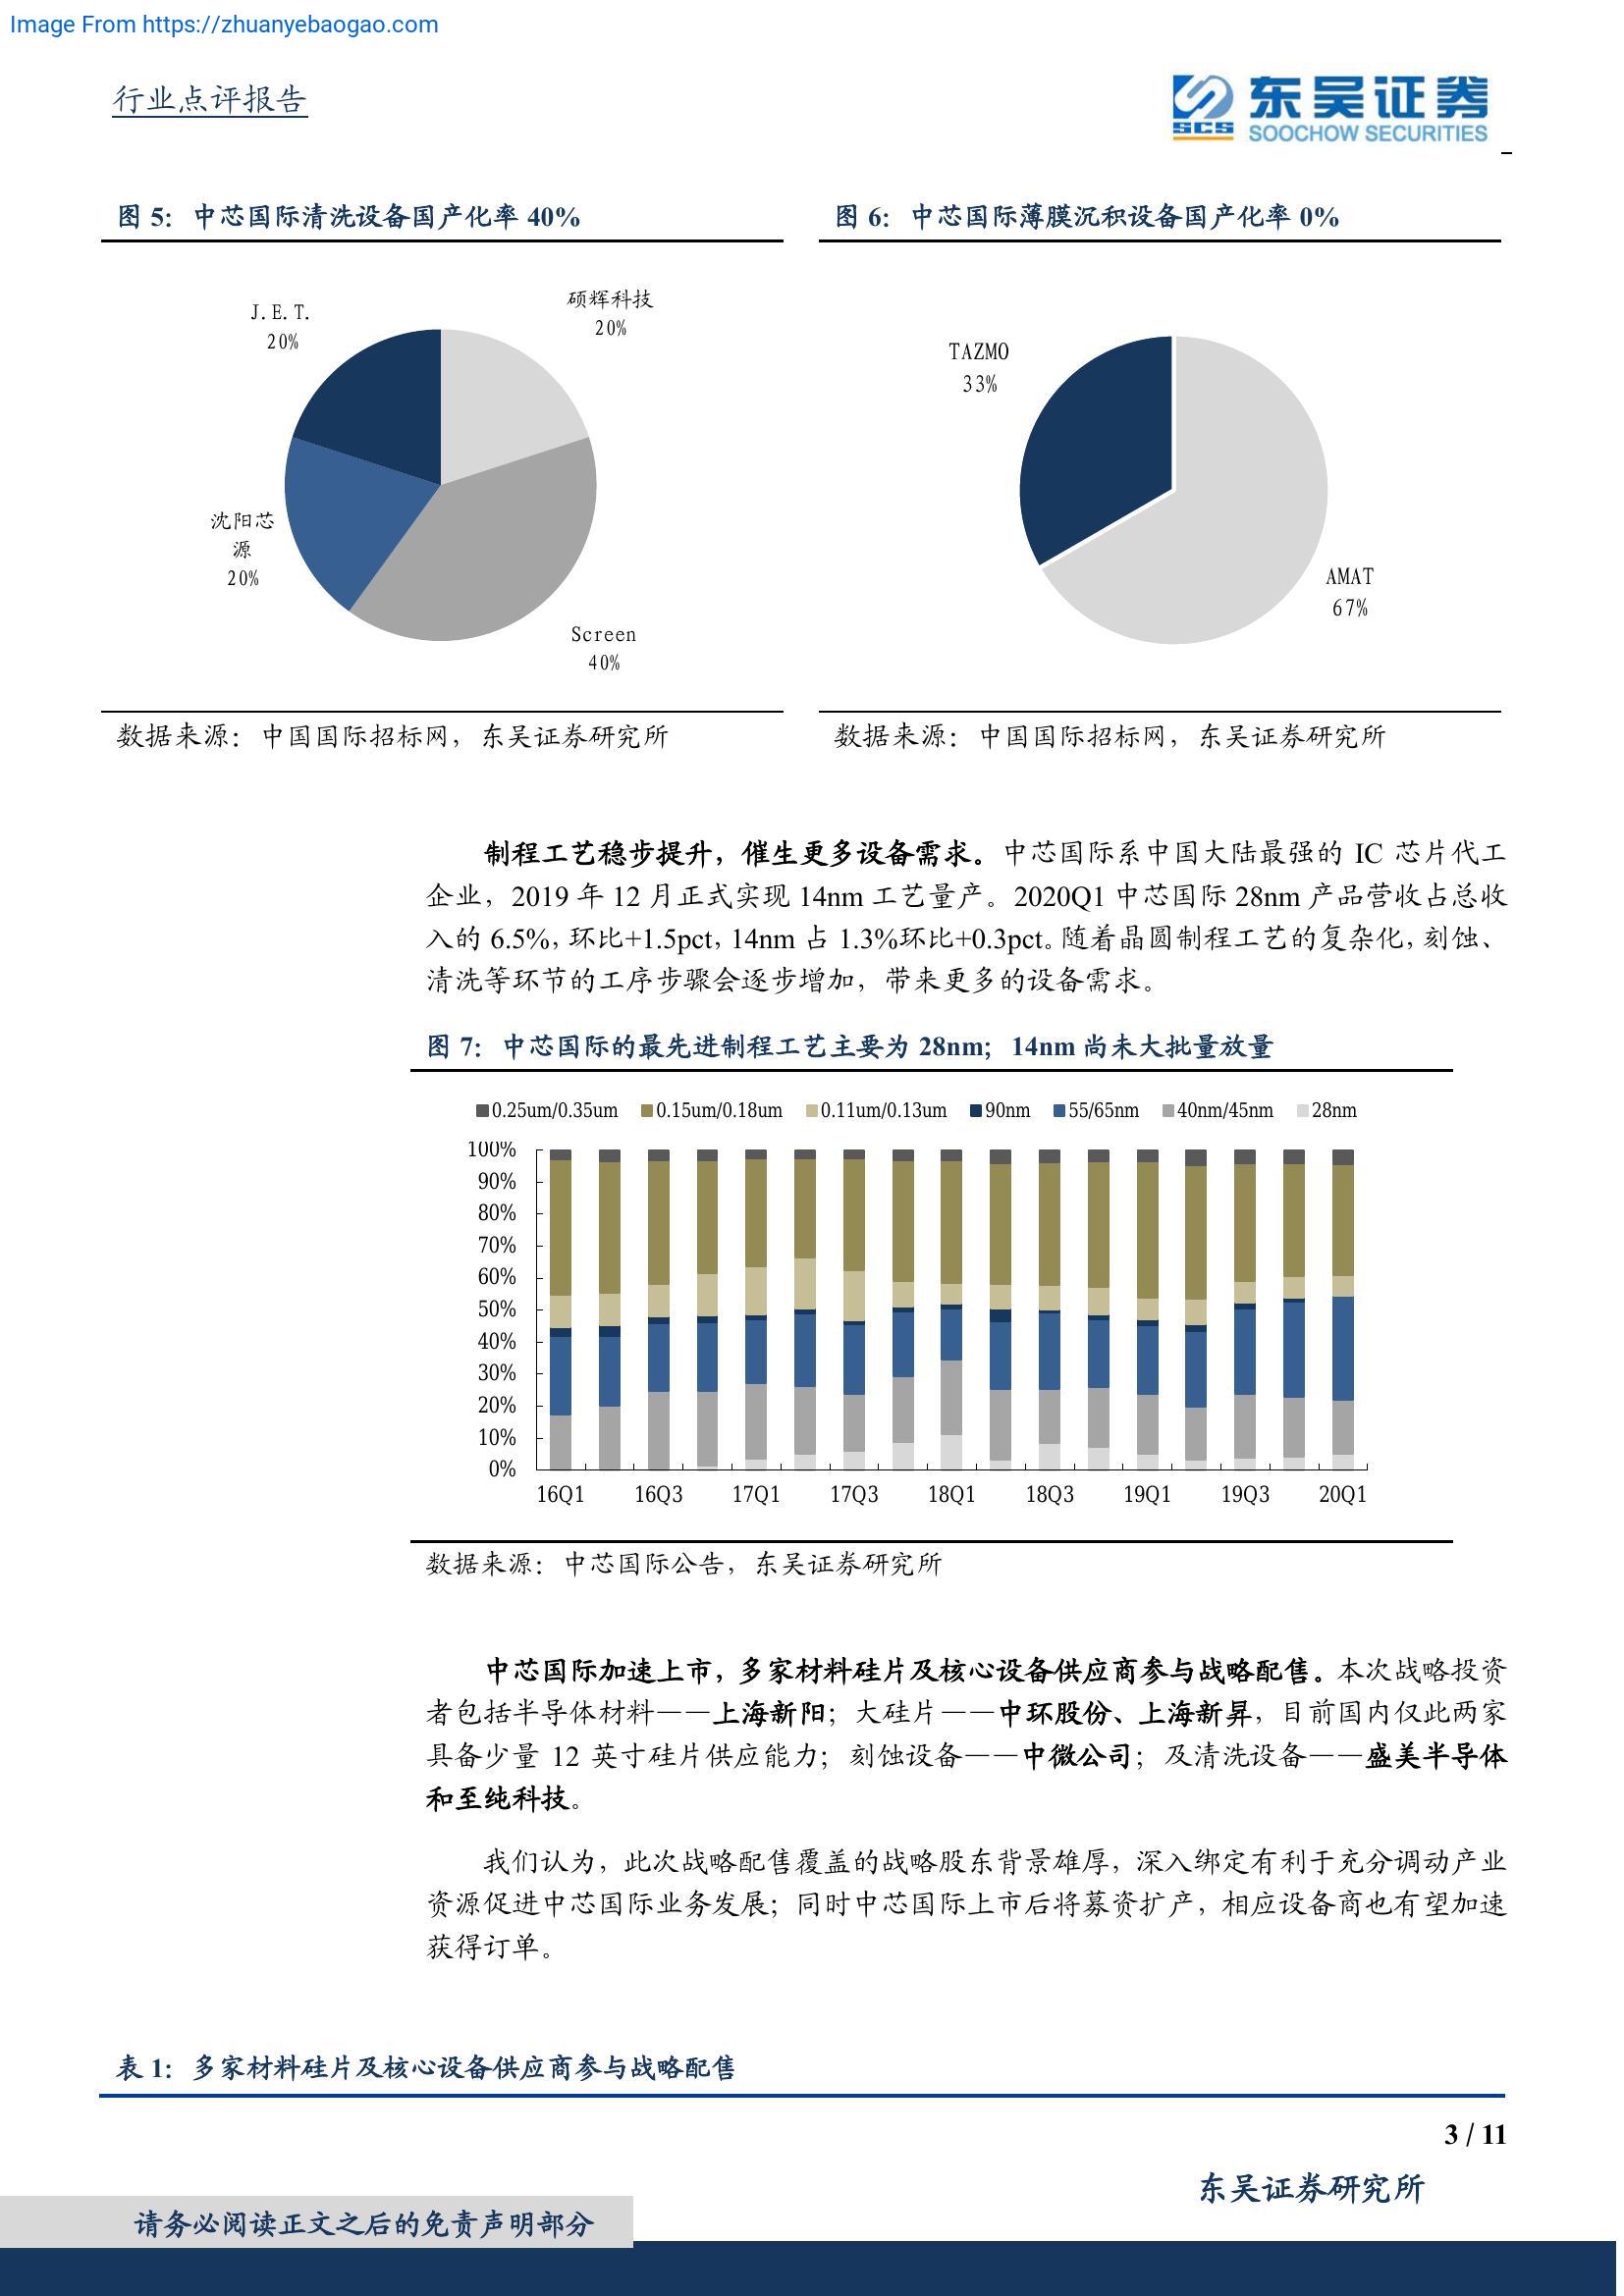 Image From https://zhuanyebaogao.com
行业点评报告
东吴证券
SCS
SOOCHOW SECURITIES
图 5：中芯国际清洗设备国产化率 40%
图 6：中芯国际薄膜沉积设备国产化率 0%
J.E.T.
20%
硕辉科技
20%
沈阳芯
源
20%
Screen
40%
TAZMO
33%
AMAT
67%
数据来源：中国国际招标网，东吴证券研究所
数据来源：中国国际招标网，东吴证券研究所
制程工艺稳步提升，催生更多设备需求。中芯国际系中国大陆最强的 IC 芯片代工
企业，2019 年 12 月正式实现 14nm 工艺量产。2020Q1 中芯国际 28nm 产品营收占总收
入的 6.5%，环比+1.5pct，14nm 占 1.3%环比+0.3pct。随着晶圆制程工艺的复杂化，刻蚀、
清洗等环节的工序步骤会逐步增加，带来更多的设备需求。
图 7：中芯国际的最先进制程工艺主要为 28nm；14nm 尚未大批量放量
0.25um/0.35um 0.15um/0.18um 0.11um/0.13um 90nm 55/65nm 40nm/45nm 28nm
100%
90%
80%
70%
60%
50%
40%
30%
20%
10%
0%
16Q1 16Q3 17Q1 17Q3 18Q1 18Q3 19Q1 19Q3 20Q1
数据来源：中芯国际公告，东吴证券研究所
中芯国际加速上市，多家材料硅片及核心设备供应商参与战略配售。本次战略投资
者包括半导体材料——上海新阳；大硅片——中环股份、上海新昇，目前国内仅此两家
具备少量 12 英寸硅片供应能力；刻蚀设备——中微公司；及清洗设备——盛美半导体
和至纯科技。
我们认为，此次战略配售覆盖的战略股东背景雄厚，深入绑定有利于充分调动产业
资源促进中芯国际业务发展；同时中芯国际上市后将募资扩产，相应设备商也有望加速
获得订单。
表 1：多家材料硅片及核心设备供应商参与战略配售
3 / 11
东吴证券研究所
请务必阅读正文之后的免责声明部分